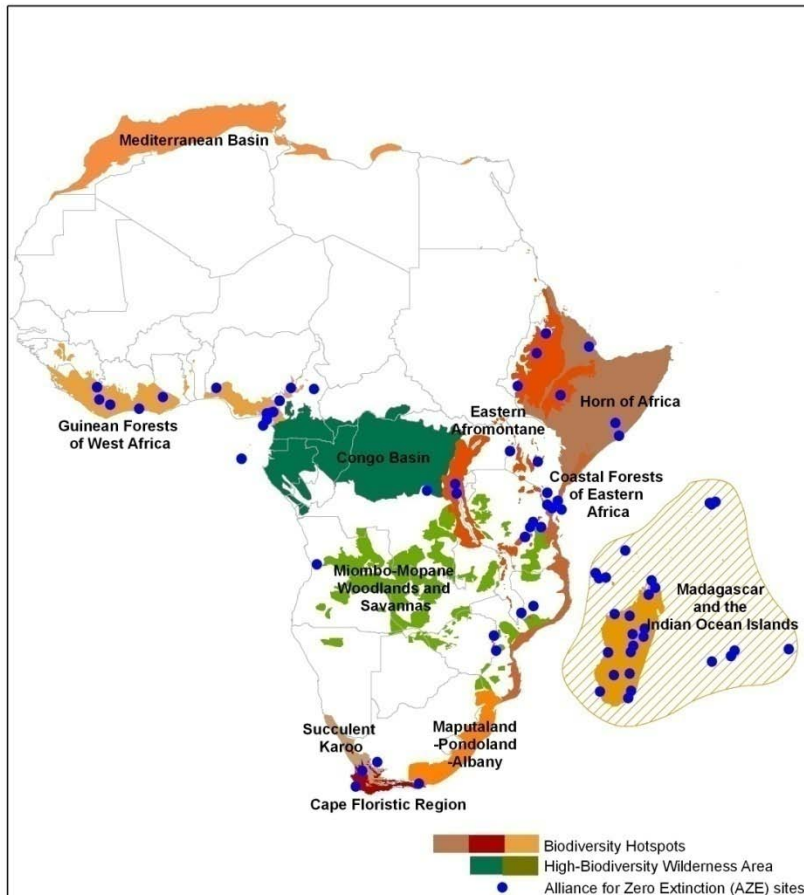 Mediterranean Basin
Guinean Forests
of West Africa
Congo Basin
Eastern
Afromontane
Horn of Africa
Coastal Forests
of Eastern
Africa
Miombo-Mopane
Woodlands and
Savannas
Madagascar
and the
Indian Ocean Islands
Succulent
Karoo
Maputaland
-Pondoland
-Albany
Cape Floristic Region
Biodiversity Hotspots
High-Biodiversity Wilderness Area
Alliance for Zero Extinction (AZE) sites